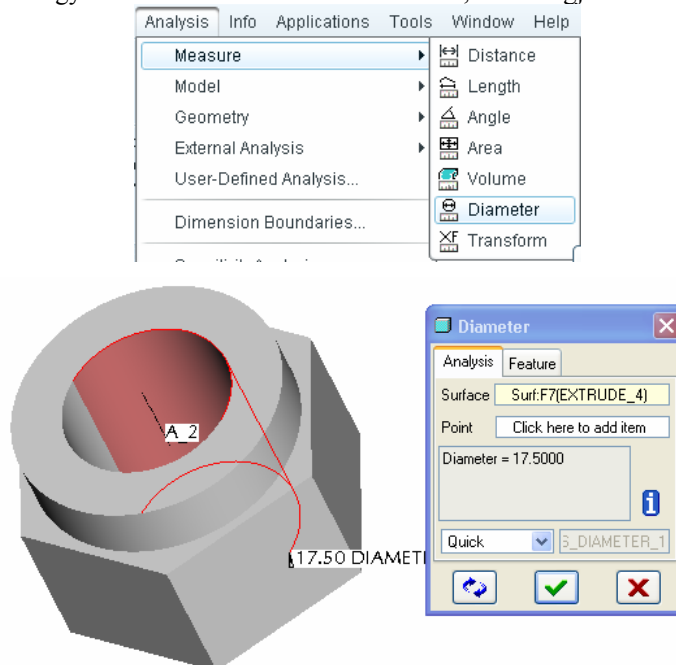 Analysis Info Applications Tools Window Help
Measure
Model
Geometry
External Analysis
User-Defined Analysis...
Dimension Boundaries...
Distance
Length
Angle
Area
Volume
Diameter
XF Transform
A_2
17.50 DIAMET
Diameter
Analysis Feature
Surface Surf:F7(EXTRUDE_4)
Point Click here to add item
Diameter = 17.5000
Quick S_DIAMETER_1